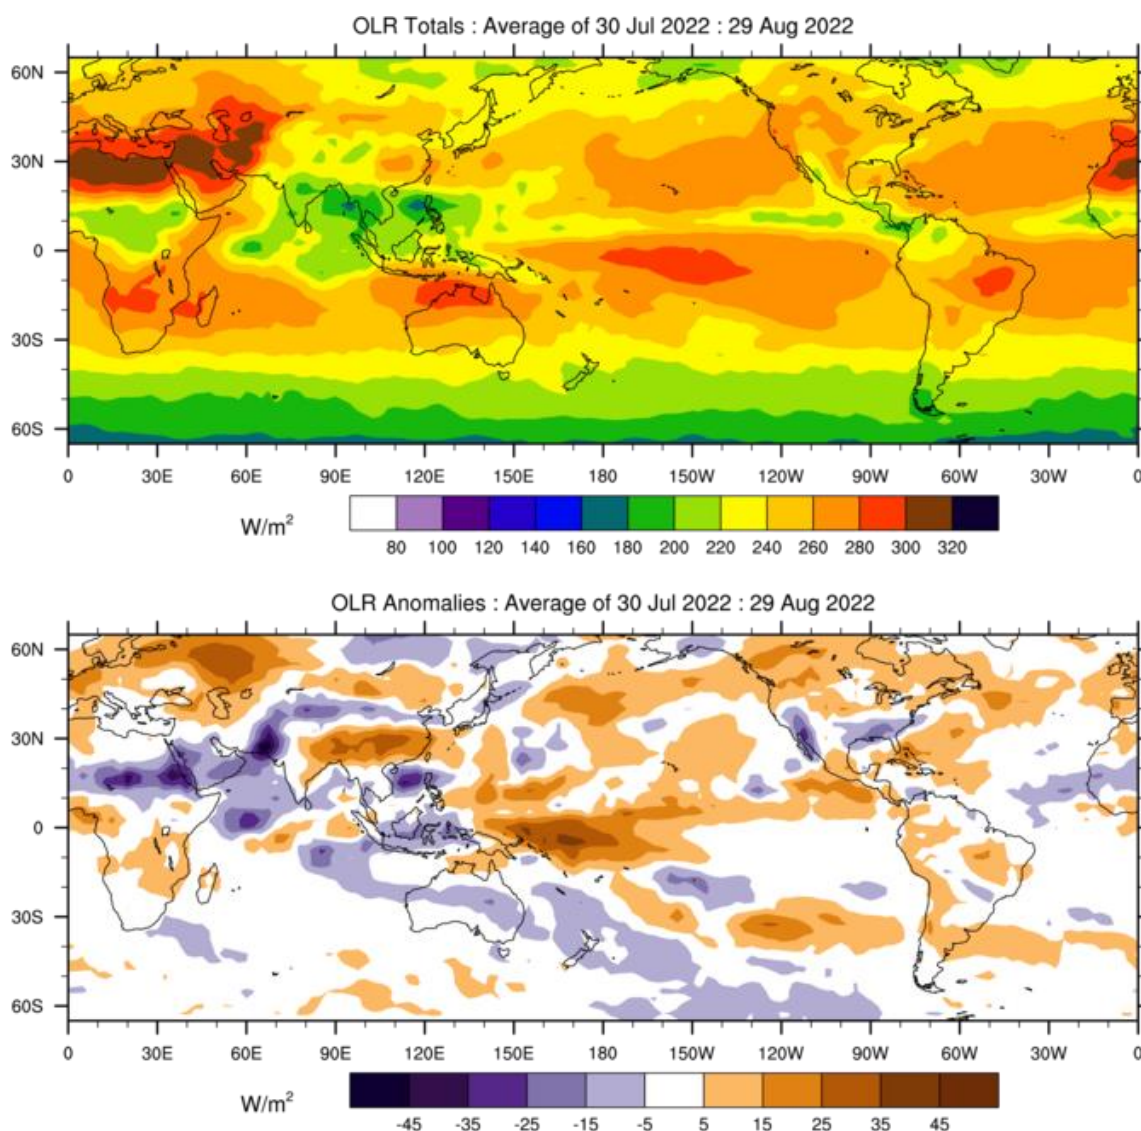 OLR Totals : Average of 30 Jul 2022 : 29 Aug 2022
60N
30N
0
30S
60S
0 30E 60E 90E 120E 150E 180 150W 120W 90W 60W 30W 0
W/m²
80 100 120 140 160 180 200 220 240 260 280 300 320
OLR Anomalies : Average of 30 Jul 2022 : 29 Aug 2022
60N
30N
0
30S
60S
0 30E 60E 90E 120E 150E 180 150W 120W 90W 60W 30W 0
W/m²
-45 -35 -25 -15 -5 5 15 25 35 45